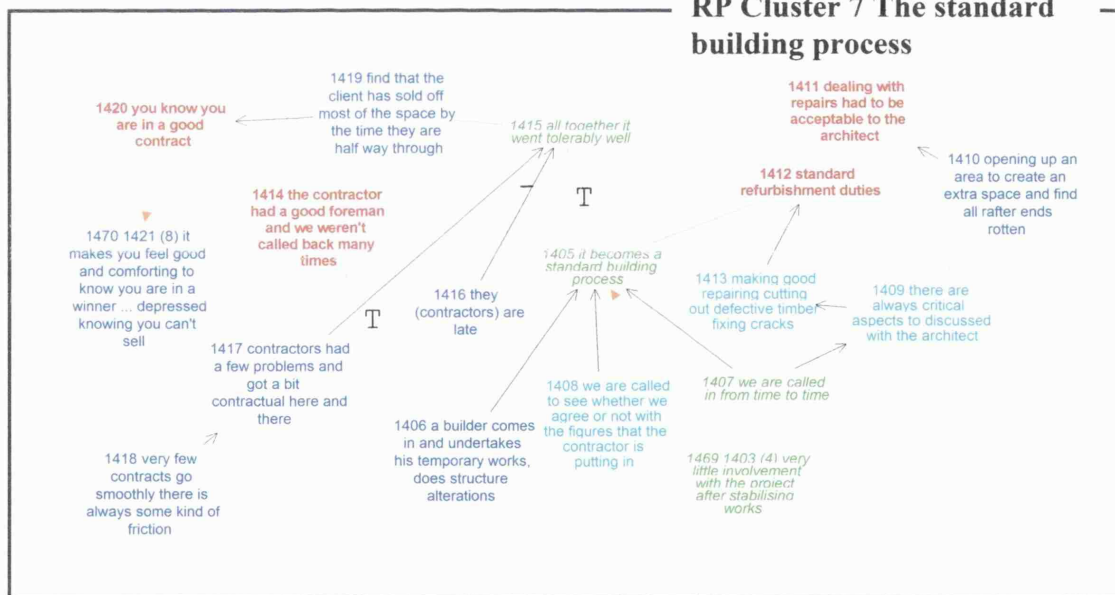 RP Cluster 7 The standard
building process
1419 find that the
client has sold off
most of the space by
the time they are
half way through
1420 you know you
are in a good
contract
1415 all together it
went tolerably well
1411 dealing with
repairs had to be
acceptable to the
architect
1410 opening up an
area to create an
extra space and find
all rafter ends
rotten
1412 standard
refurbishment duties
1414 the contractor
had a good foreman
and we weren't
called back many
times
T
1470 1421 (8) it
makes you feel good
and comforting to
know you are in a
winner ... depressed
knowing you can't
sell
1405 it becomes a
standard building
process
1416 they
(contractors) are
late
1413 making good
repairing cutting
out defective timber
fixing cracks
1409 there are
always critical
aspects to discussed
with the architect
T
1417 contractors had
a few problems and
got a bit
contractual here and
there
1407 we are called
in from time to time
1408 we are called
to see whether we
agree or not with
the figures that the
contractor is
putting in
1406 a builder comes
in and undertakes
his temporary works,
does structure
alterations
1418 very few
contracts go
smoothly there is
always some kind of
friction
1469 1403 (4) very
little involvement
with the project
after stabilising
works